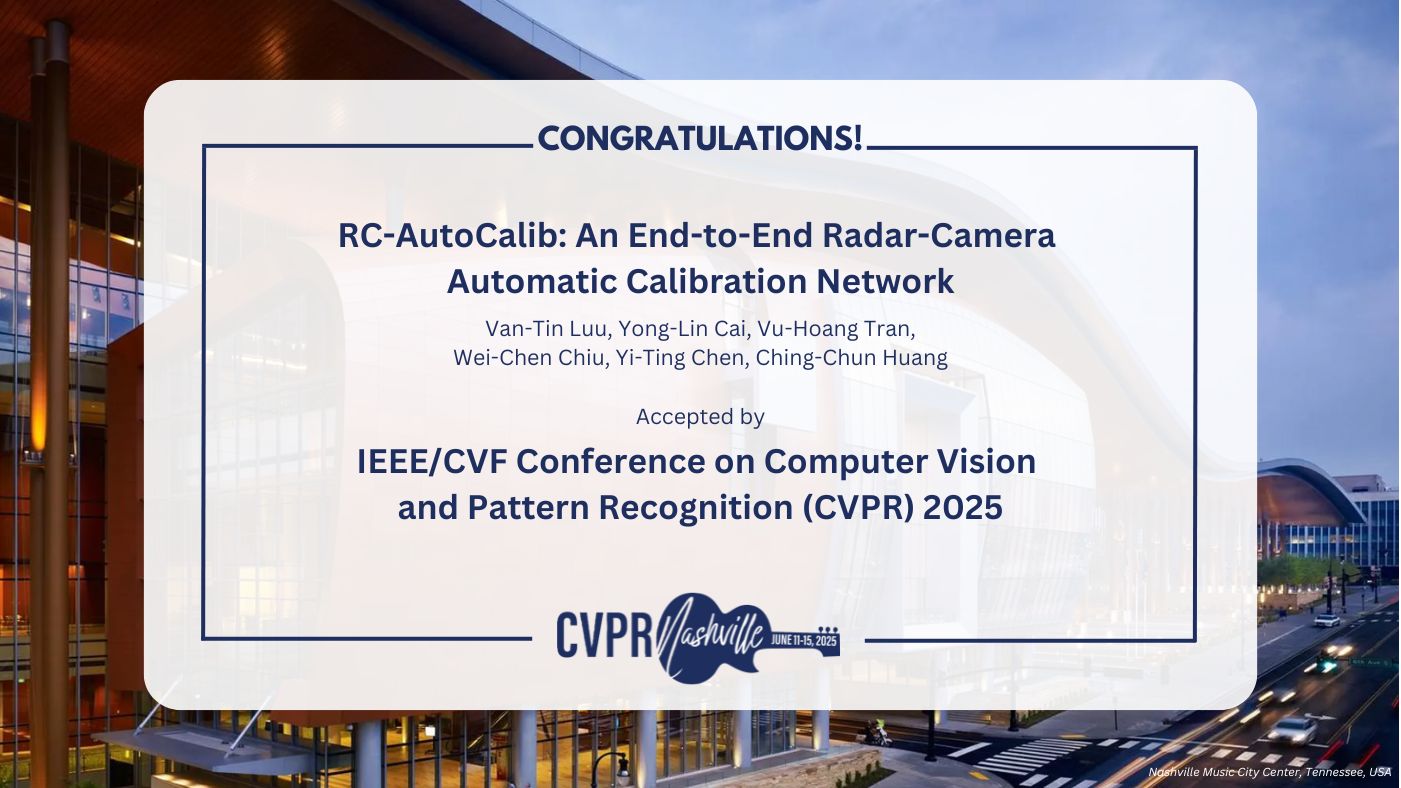 CONGRATULATIONS!
RC-AutoCalib: An End-to-End Radar-Camera
Automatic Calibration Network
Van-Tin Luu, Yong-Lin Cai, Vu-Hoang Tran,
Wei-Chen Chiu, Yi-Ting Chen, Ching-Chun Huang
Accepted by
IEEE/CVF Conference on Computer Vision
and Pattern Recognition (CVPR) 2025
CVPR Nashville JUNE 11-15, 2025
Nashville Music City Center, Tennessee, USA